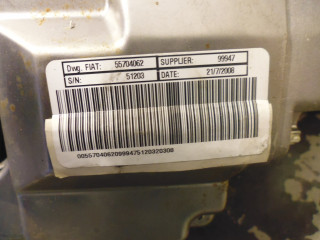 Dwg. FIAT: 55704062 SUPPLIER: 99947
S/N: 51203 DATE: 21/7/2008
00557040620999475120320308